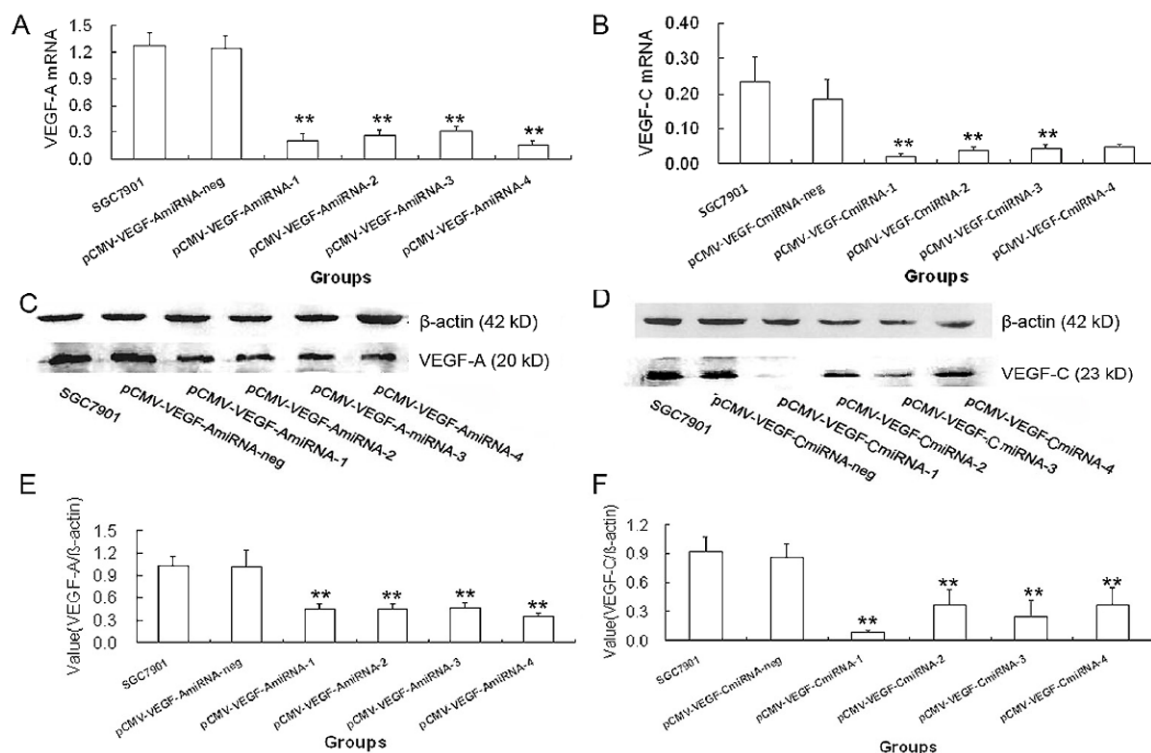 A
VEGF-A mRNA
1.5
1.2
0.9
0.6
0.3
0.0
**
**
**
**
SGC7901
pCMV-VEGF-AmiRNA-neg
pCMV-VEGF-AmiRNA-1
pCMV-VEGF-AmiRNA-2
pCMV-VEGF-AmiRNA-3
pCMV-VEGF-AmiRNA-4
Groups
B
VEGF-C mRNA
0.40
0.30
0.20
0.10
0.00
**
**
**
SGC7901
pCMV-VEGF-CmiRNA-neg
pCMV-VEGF-CmiRNA-1
pCMV-VEGF-CmiRNA-2
pCMV-VEGF-CmiRNA-3
pCMV-VEGF-CmiRNA-4
Groups
C
β-actin (42 kD)
VEGF-A (20 kD)
SGC7901
pCMV-VEGF-AmiRNA-neg
pCMV-VEGF-AmiRNA-1
pCMV-VEGF-AmiRNA-2
pCMV-VEGF-A-miRNA-3
pCMV-VEGF-AmiRNA-4
D
β-actin (42 kD)
VEGF-C (23 kD)
SGC7901
pCMV-VEGF-CmiRNA-neg
pCMV-VEGF-CmiRNA-1
pCMV-VEGF-CmiRNA-2
pCMV-VEGF-C miRNA-3
pCMV-VEGF-CmiRNA-4
E
Value(VEGF-A/ß-actin)
1.5
1.2
0.9
0.6
0.3
0.0
**
**
**
**
SGC7901
pCMV-VEGF-AmiRNA-neg
pCMV-VEGF-AmiRNA-1
pCMV-VEGF-AmiRNA-2
pCMV-VEGF-AmiRNA-3
pCMV-VEGF-AmiRNA-4
Groups
F
Value(VEGF-C/ß-actin)
1.2
0.9
0.6
0.3
0.0
**
**
**
**
SGC7901
pCMV-VEGF-CmiRNA-neg
pCMV-VEGF-CmiRNA-1
pCMV-VEGF-CmiRNA-2
pCMV-VEGF-CmiRNA-3
pCMV-VEGF-CmiRNA-4
Groups